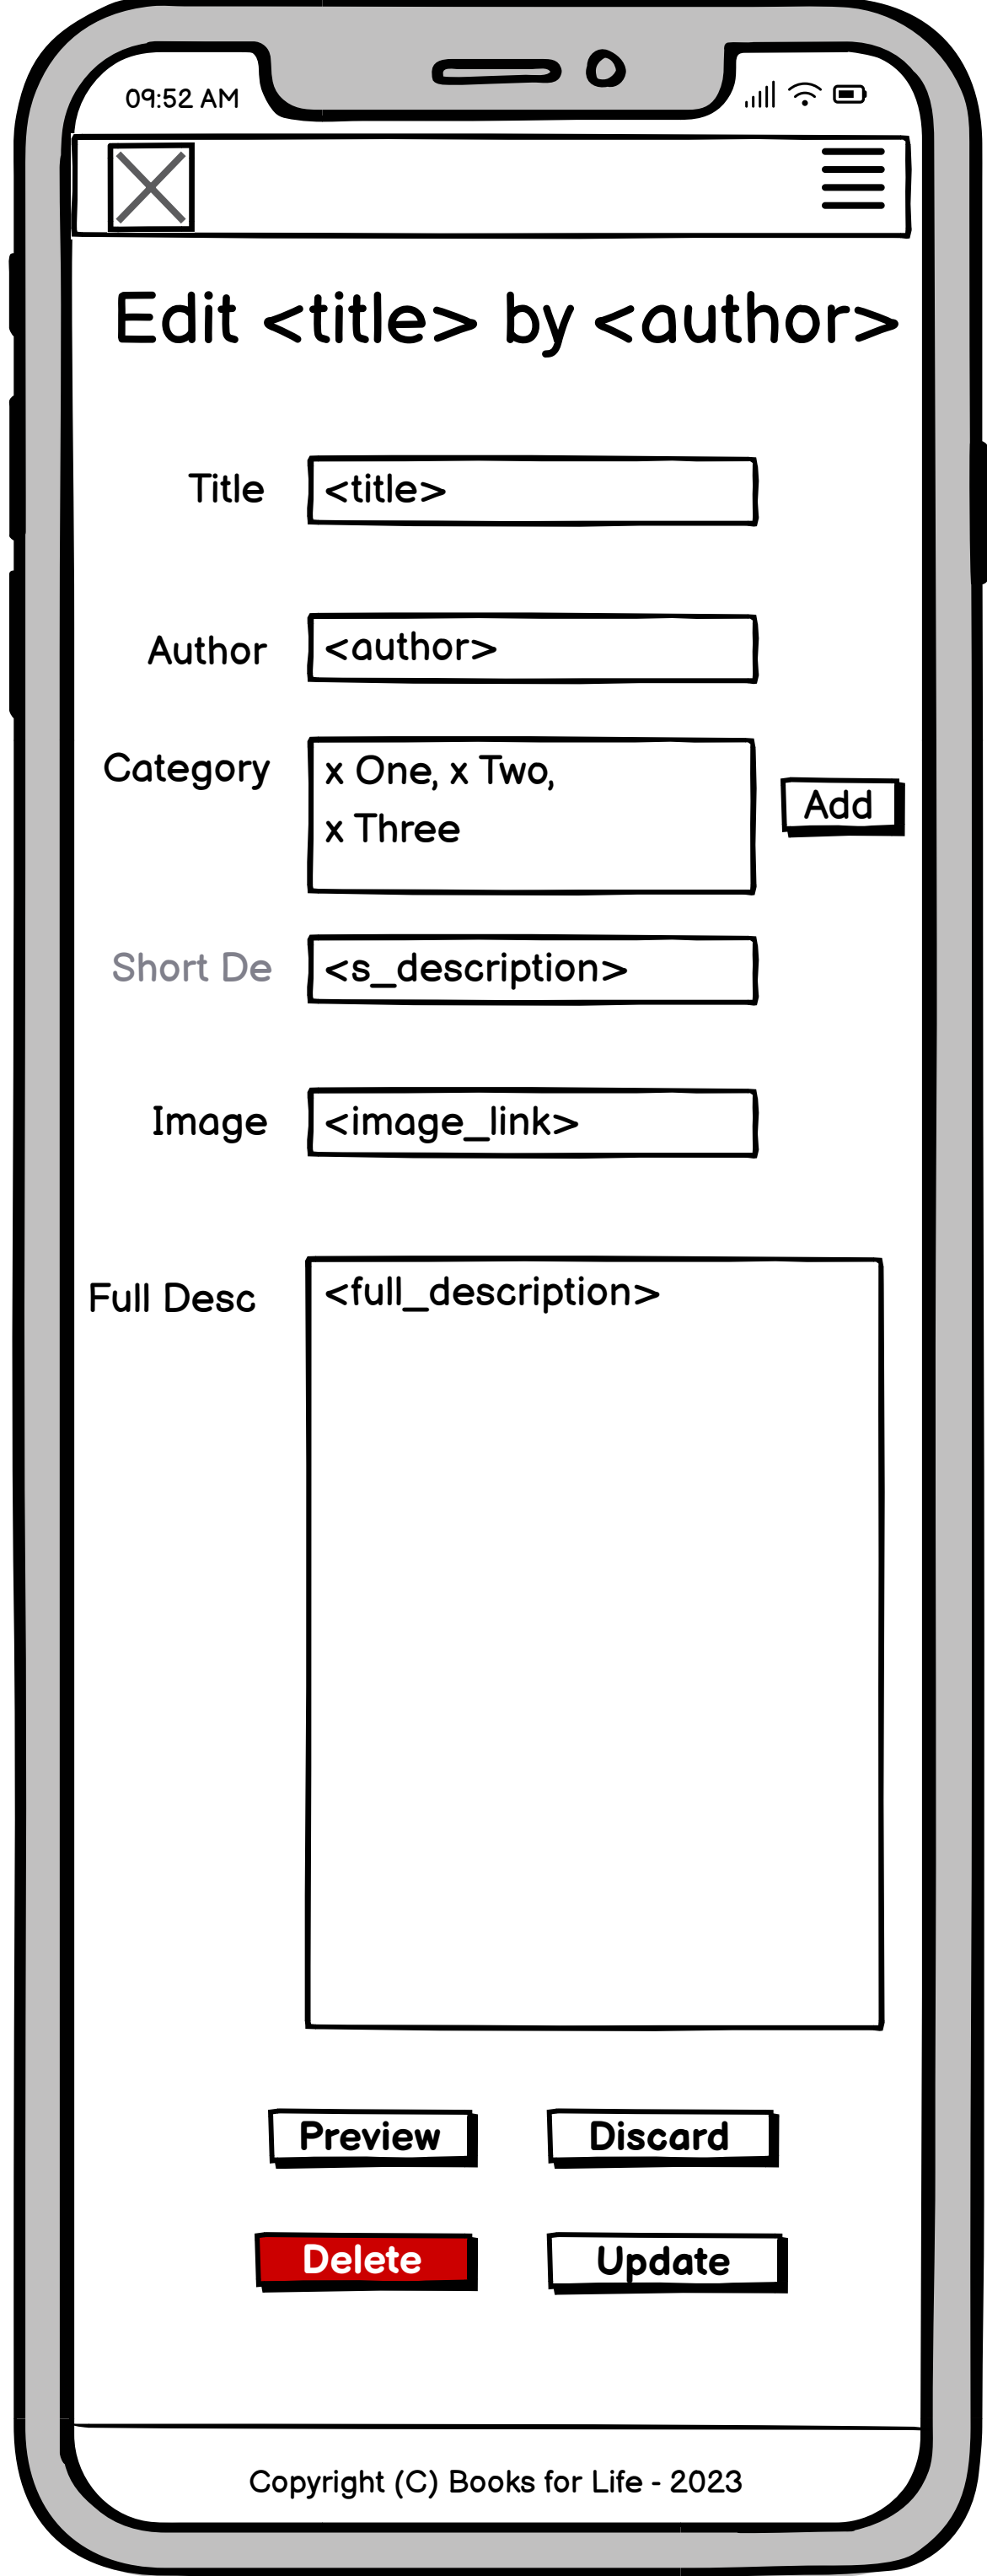 09:52 AM
Edit <title> by <author>
Title <title>
Author <author>
Category x One, x Two,
x Three
Add
Short De <s_description>
Image <image_link>
Full Desc <full_description>
Preview Discard
Delete Update
Copyright (C) Books for Life - 2023